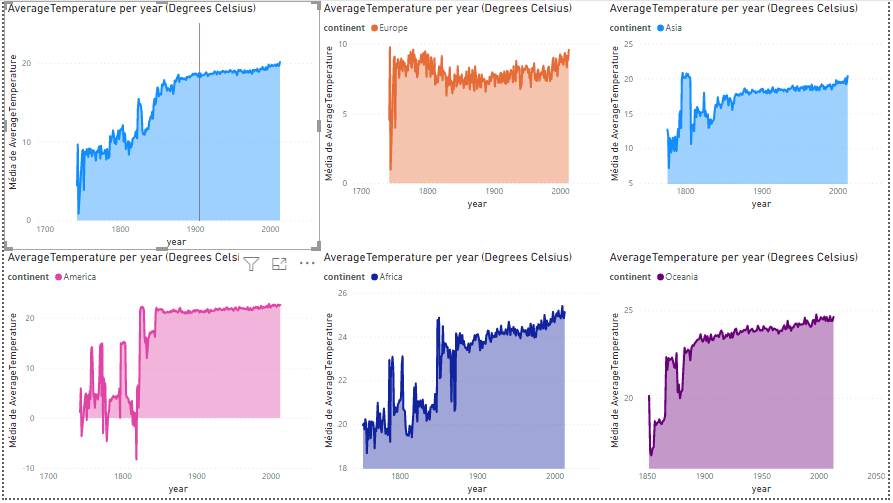 AverageTemperature per year (Degrees Celsius)
Média de AverageTemperature
20
10
0
1700
1800
1900
2000
year
AverageTemperature per year (Degrees Celsius)
continent Europe
Média de AverageTemperature
10
5
0
1700
1800
1900
2000
year
AverageTemperature per year (Degrees Celsius)
continent Asia
Média de AverageTemperature
25
20
15
10
5
1800
1900
2000
year
AverageTemperature per year (Degrees Celsi
continent America
Média de AverageTemperature
20
10
0
-10
1700
1800
1900
2000
year
AverageTemperature per year (Degrees Celsius)
continent Africa
Média de AverageTemperature
26
24
22
20
18
1800
1900
2000
year
AverageTemperature per year (Degrees Celsius)
continent Oceania
Média de AverageTemperature
25
20
1850
1900
1950
2000
2050
year